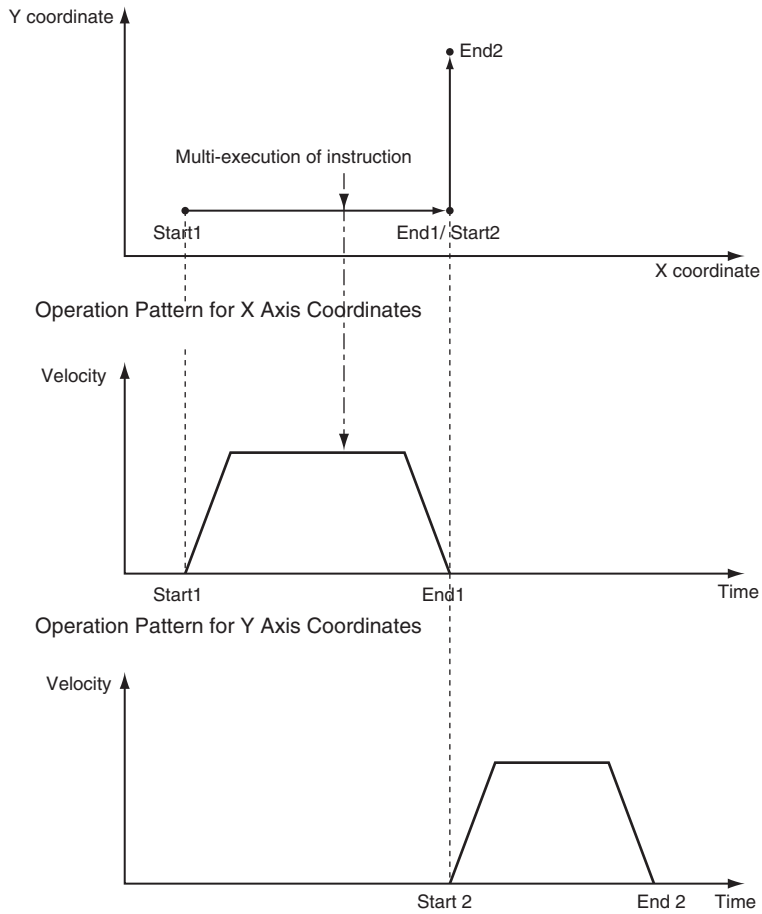 Y coordinate
End2
Multi-execution of instruction
Start1
End1/ Start2
X coordinate
Operation Pattern for X Axis Coordinates
Velocity
Start1
End1
Time
Operation Pattern for Y Axis Coordinates
Velocity
Start 2
End 2
Time